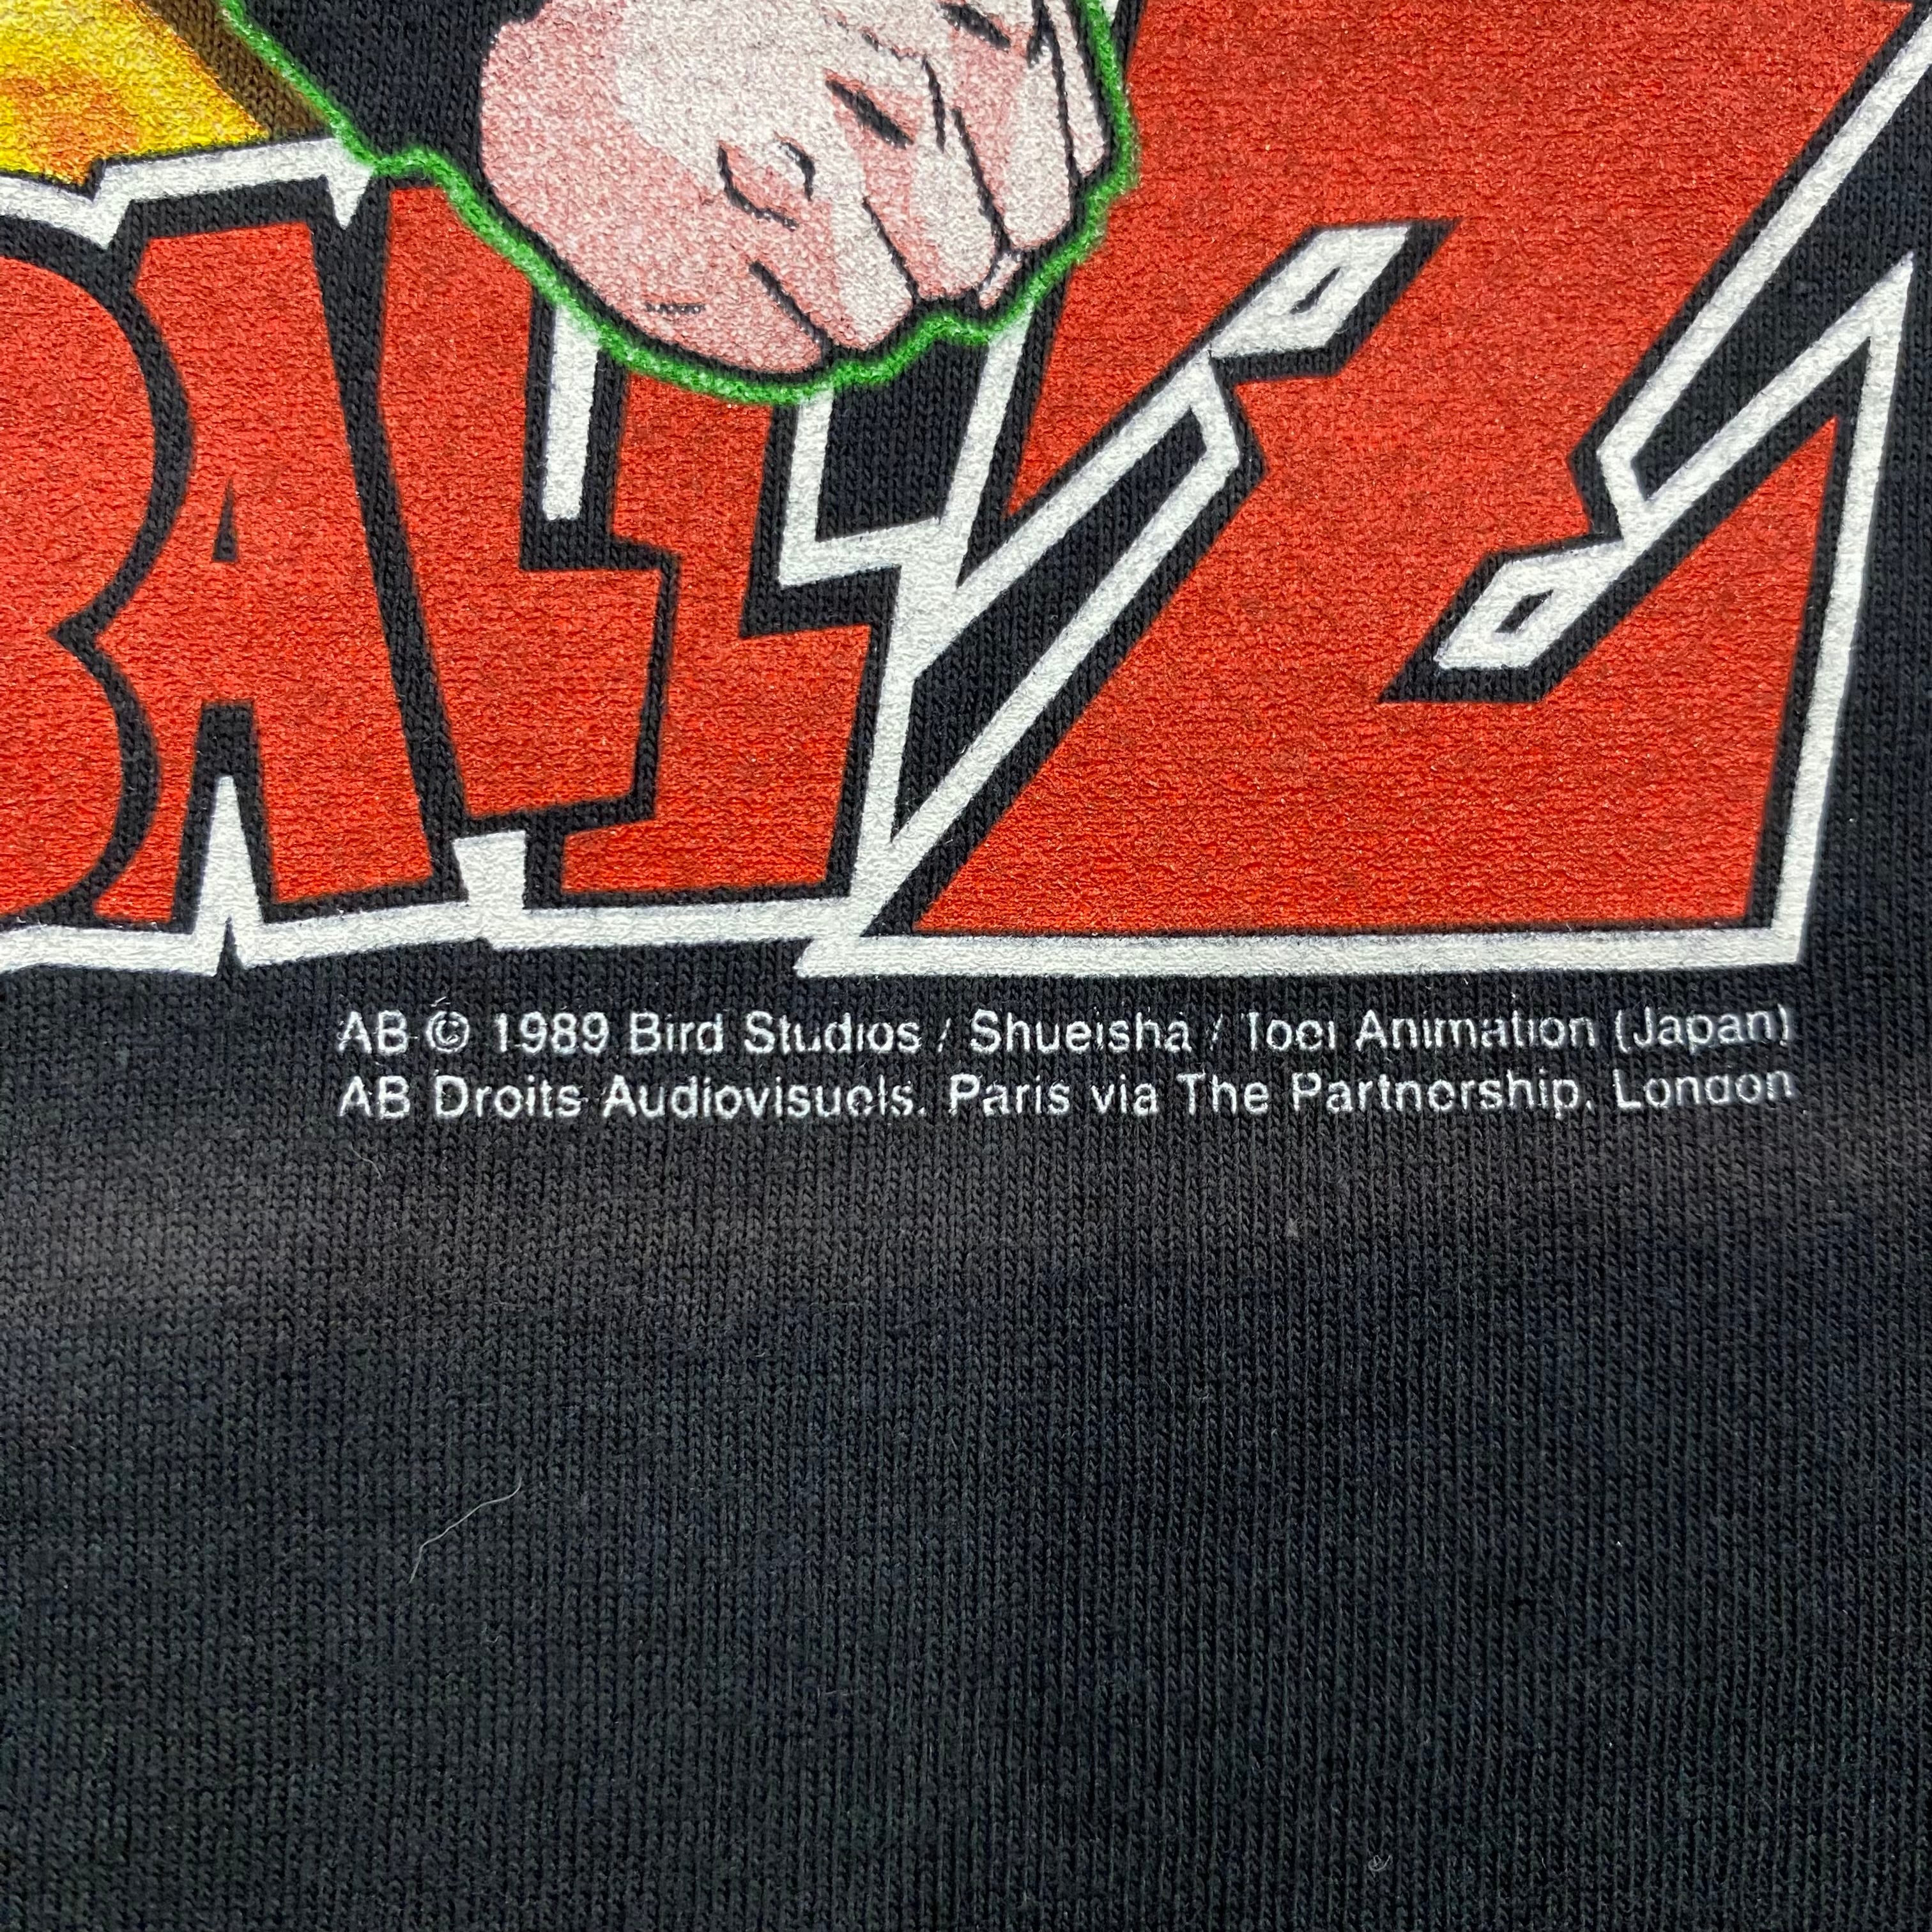 BALL Z
AB © 1989 Bird Studios / Shueisha / Toei Animation (Japan)
AB Droits Audiovisuels. Paris via The Partnership. London